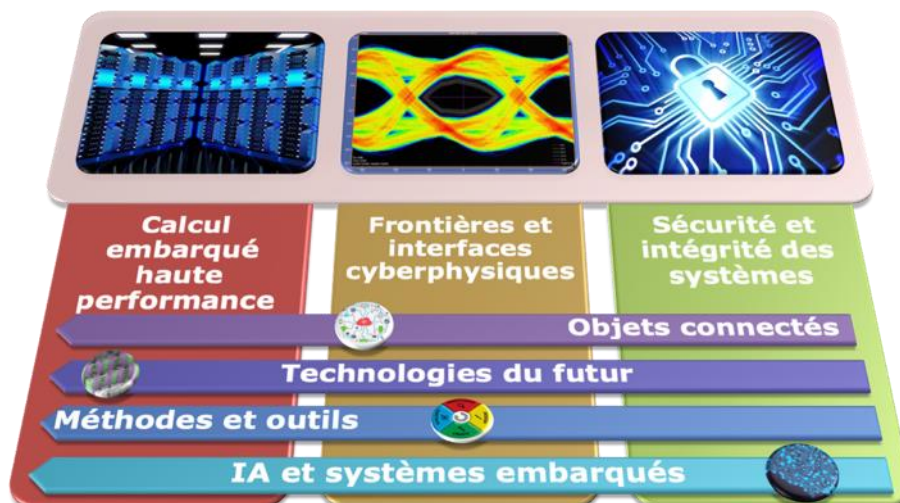 Calcul
embarqué
haute
performance
Frontières et
interfaces
cyberphysiques
Sécurité et
intégrité des
systèmes
Objets connectés
Technologies du futur
Méthodes et outils
IA et systèmes embarqués